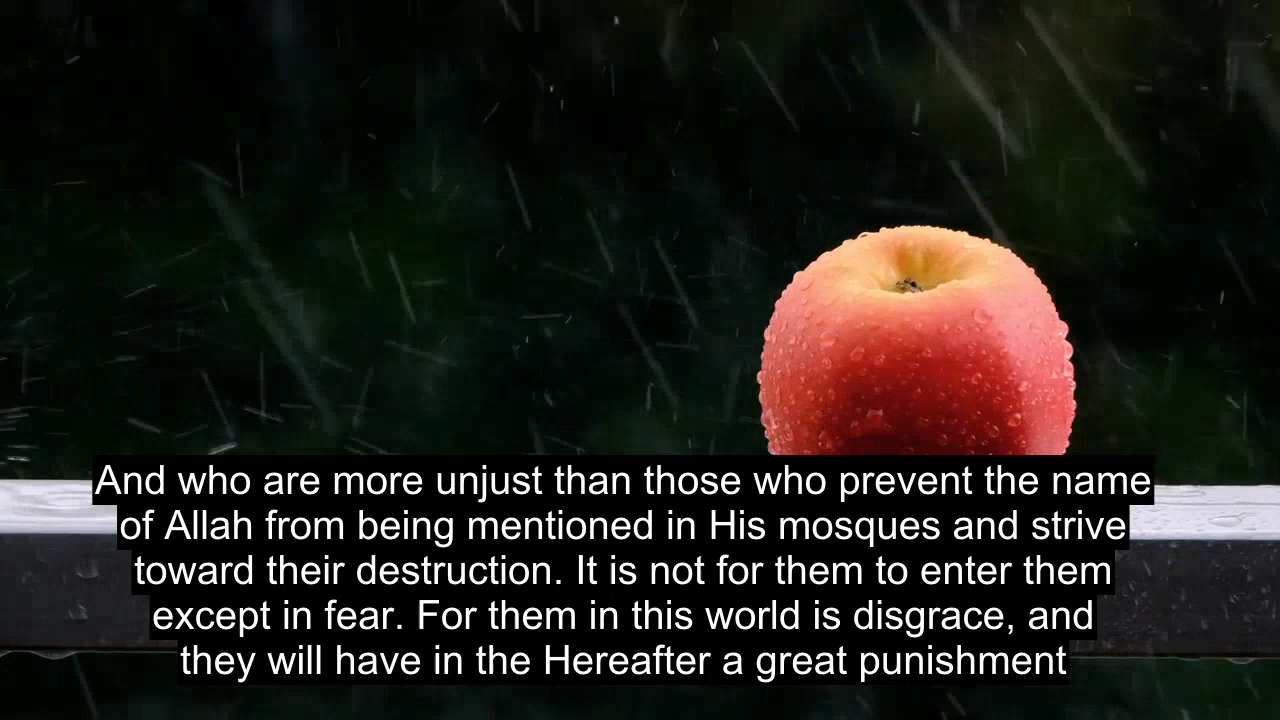 And who are more unjust than those who prevent the name
of Allah from being mentioned in His mosques and strive
toward their destruction. It is not for them to enter them
except in fear. For them in this world is disgrace, and
they will have in the Hereafter a great punishment